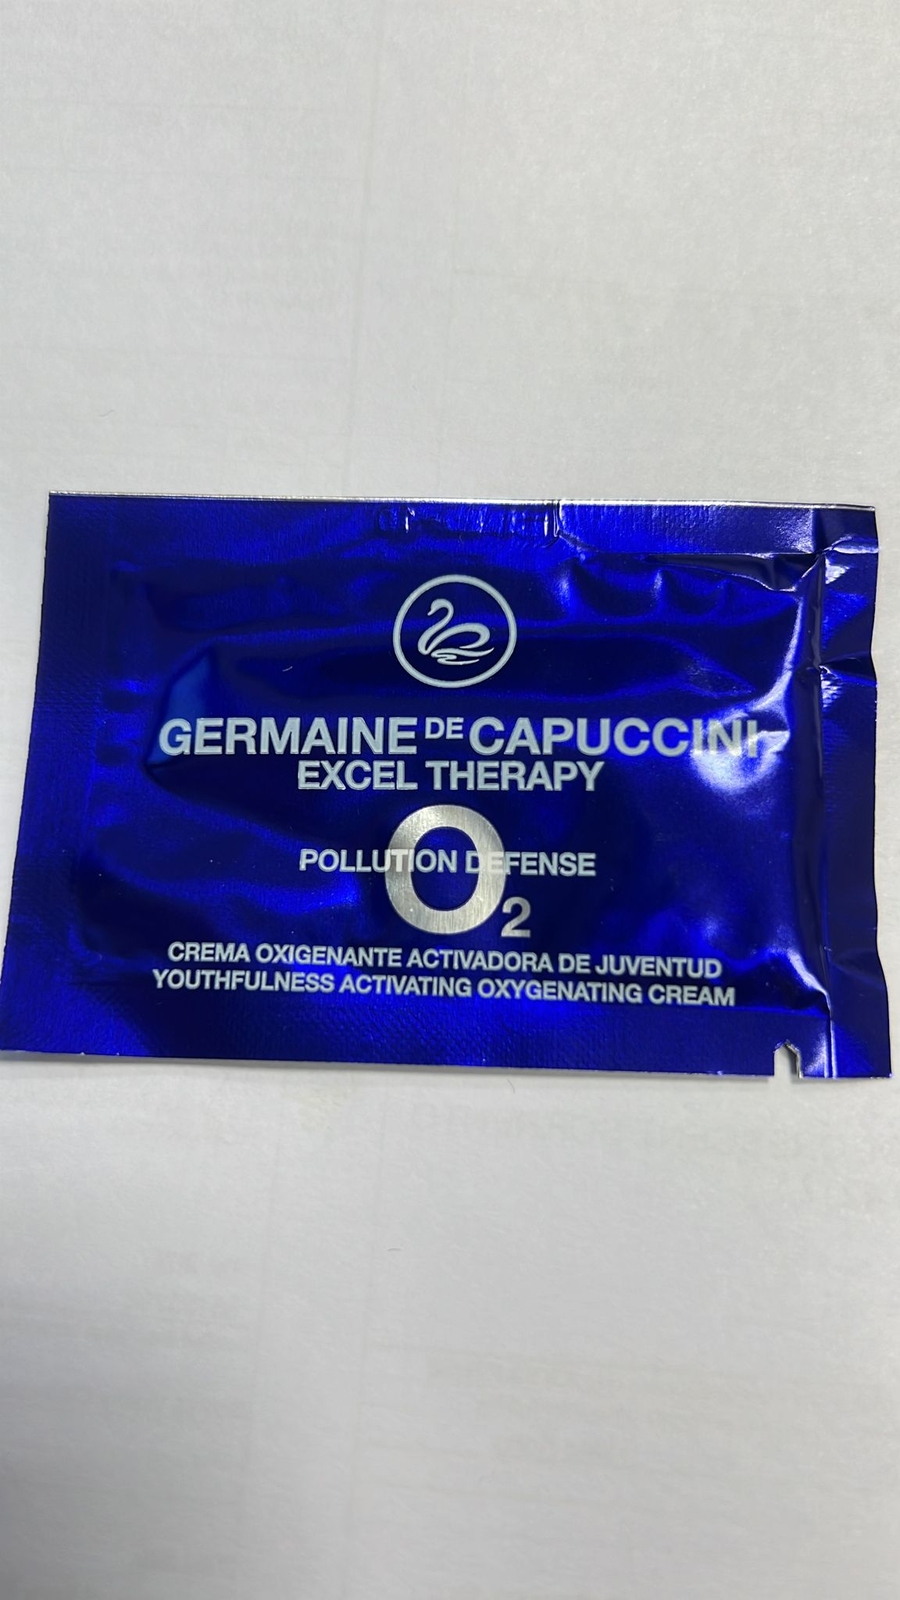 GERMAINE DE CAPUCCINI
EXCEL THERAPY
O2
POLLUTION DEFENSE
CREMA OXIGENANTE ACTIVADORA DE JUVENTUD
YOUTHFULNESS ACTIVATING OXYGENATING CREAM